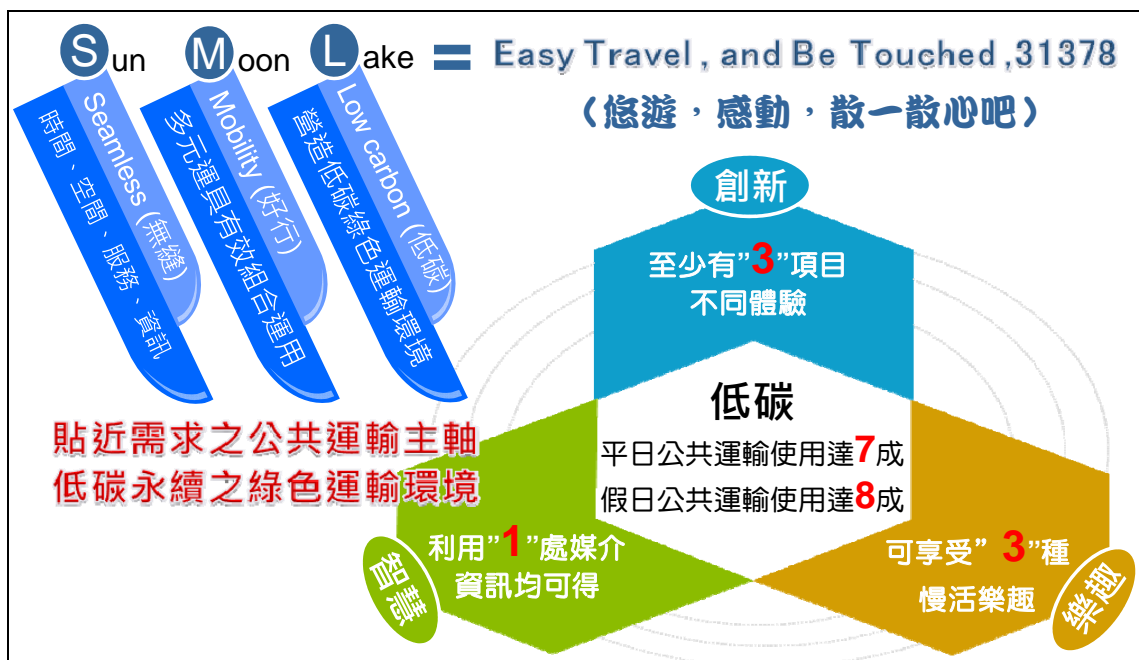 Sun Moon Lake = Easy Travel , and Be Touched ,31378
（悠遊，感動，散一散心吧）
Seamless (無縫)
時間、空間、服務、資訊
Mobility (好行)
多元運具有效組合運用
Low carbon (低碳)
營造低碳綠色運輸環境
貼近需求之公共運輸主軸
低碳永續之綠色運輸環境
創新
至少有”3”項目
不同體驗
低碳
平日公共運輸使用達7成
假日公共運輸使用達8成
智慧
利用”1”處媒介
資訊均可得
樂趣
可享受”3”種
慢活樂趣